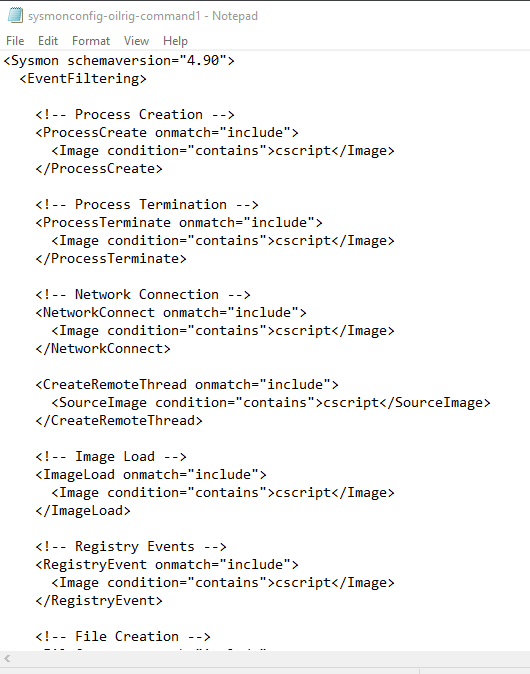 sysmonconfig-oilrig-command1 - Notepad
File Edit Format View Help
<Sysmon schemaversion="4.90">
  <EventFiltering>

    <!-- Process Creation -->
    <ProcessCreate onmatch="include">
      <Image condition="contains">cscript</Image>
    </ProcessCreate>

    <!-- Process Termination -->
    <ProcessTerminate onmatch="include">
      <Image condition="contains">cscript</Image>
    </ProcessTerminate>

    <!-- Network Connection -->
    <NetworkConnect onmatch="include">
      <Image condition="contains">cscript</Image>
    </NetworkConnect>

    <CreateRemoteThread onmatch="include">
      <SourceImage condition="contains">cscript</SourceImage>
    </CreateRemoteThread>

    <!-- Image Load -->
    <ImageLoad onmatch="include">
      <Image condition="contains">cscript</Image>
    </ImageLoad>

    <!-- Registry Events -->
    <RegistryEvent onmatch="include">
      <Image condition="contains">cscript</Image>
    </RegistryEvent>

    <!-- File Creation -->